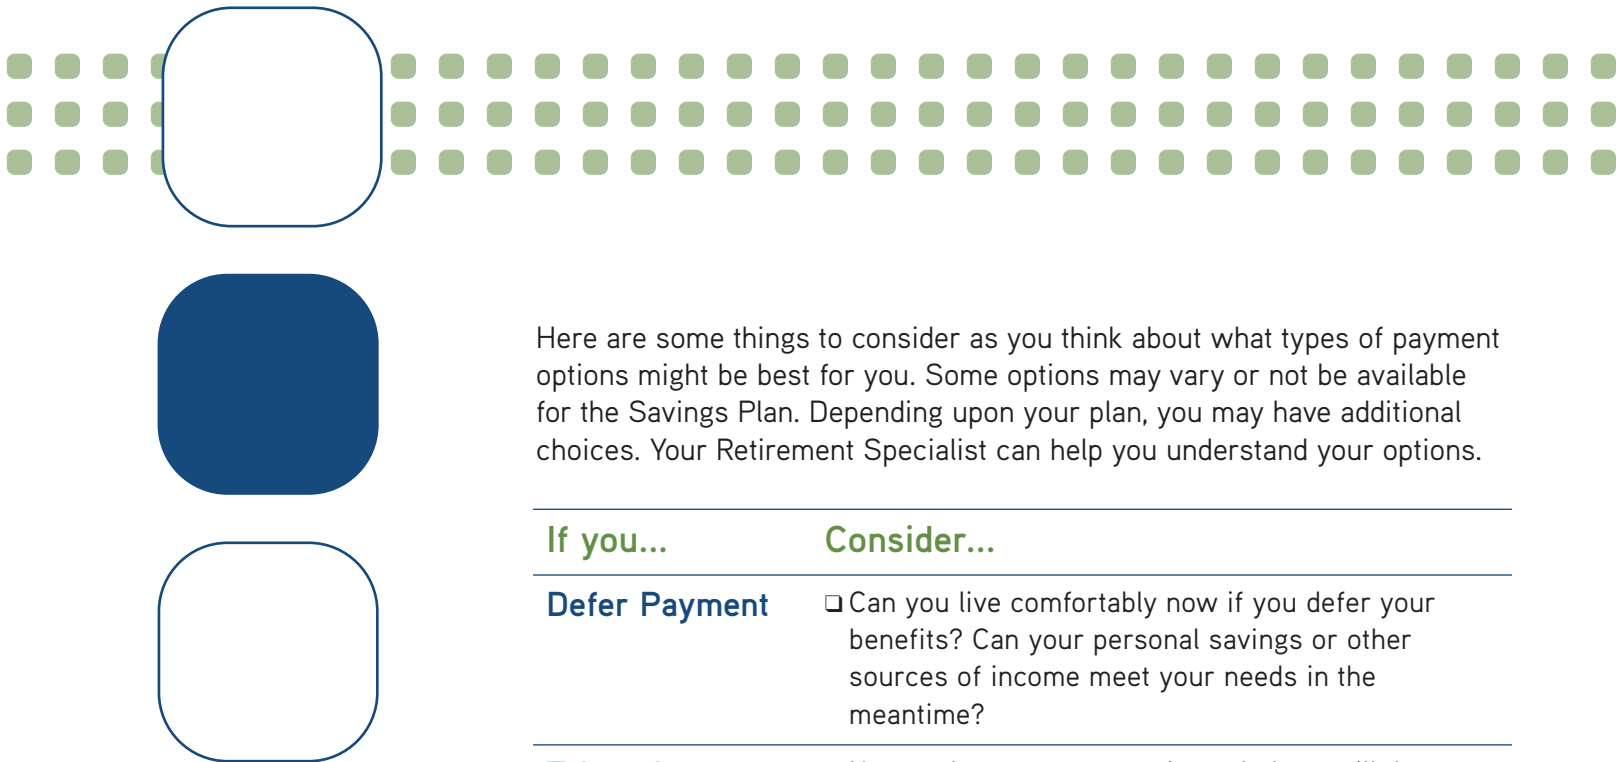 Here are some things to consider as you think about what types of payment
options might be best for you. Some options may vary or not be available
for the Savings Plan. Depending upon your plan, you may have additional
choices. Your Retirement Specialist can help you understand your options.
If you... Consider...
Defer Payment ❑ Can you live comfortably now if you defer your
benefits? Can your personal savings or other
sources of income meet your needs in the
meantime?